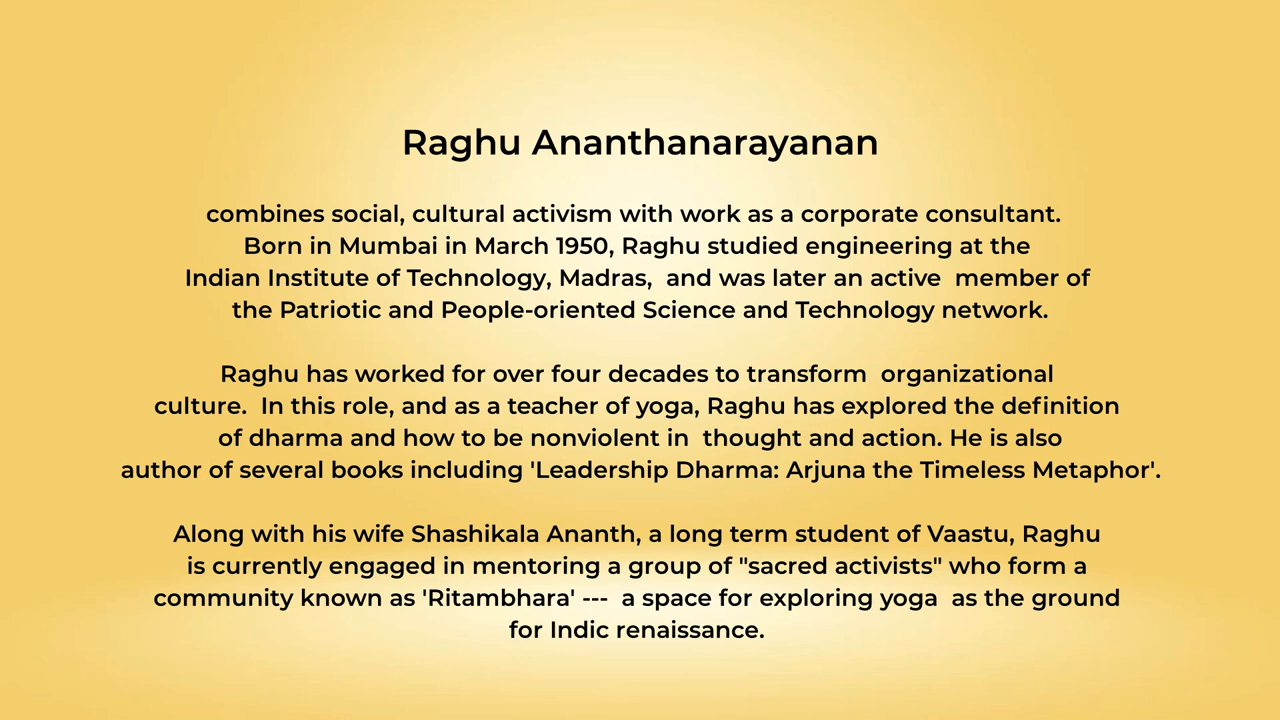 Raghu Ananthanarayanan
combines social, cultural activism with work as a corporate consultant.
Born in Mumbai in March 1950, Raghu studied engineering at the
Indian Institute of Technology, Madras,  and was later an active  member of
the Patriotic and People-oriented Science and Technology network.
Raghu has worked for over four decades to transform  organizational
culture.  In this role, and as a teacher of yoga, Raghu has explored the definition
of dharma and how to be nonviolent in  thought and action. He is also
author of several books including 'Leadership Dharma: Arjuna the Timeless Metaphor'.
Along with his wife Shashikala Ananth, a long term student of Vaastu, Raghu
is currently engaged in mentoring a group of "sacred activists" who form a
community known as 'Ritambhara' ---  a space for exploring yoga  as the ground
for Indic renaissance.